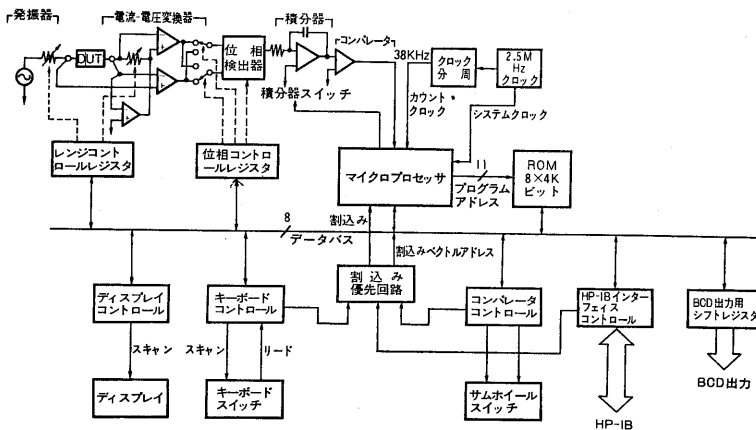 発振器
電流-電圧変換器
積分器
コンパレータ
DUT
位相
検出器
38KHz
クロック
分周
2.5M
Hz
クロック
積分器スイッチ
カウント・
クロック
システムクロック
レンジコント
ロールレジスタ
位相コントロ
ールレジスタ
マイクロプロセッサ
11
プログラム
アドレス
ROM
8×4K
ビット
8
データバス
割込み
割込みベクトルアドレス
ディスプレイ
コントロール
キーボード
コントロール
割込み
優先回路
コンパレータ
コントロール
HP-IBインター
フェイス
コントロール
BCD出力用
シフトレジスタ
スキャン
スキャン
リード
BCD出力
ディスプレイ
キーボード
スイッチ
サムホイール
スイッチ
HP-IB